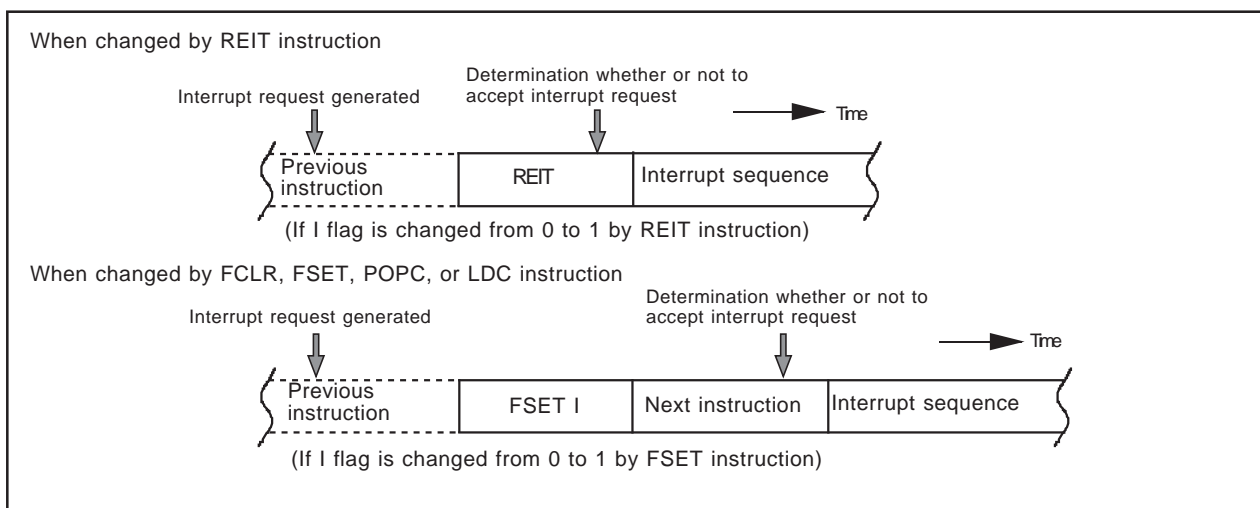 When changed by REIT instruction
Determination whether or not to
accept interrupt request
Interrupt request generated
Time
Previous
instruction
REIT
Interrupt sequence
(If I flag is changed from 0 to 1 by REIT instruction)
When changed by FCLR, FSET, POPC, or LDC instruction
Determination whether or not to
accept interrupt request
Interrupt request generated
Time
Previous
instruction
FSET I
Next instruction
Interrupt sequence
(If I flag is changed from 0 to 1 by FSET instruction)